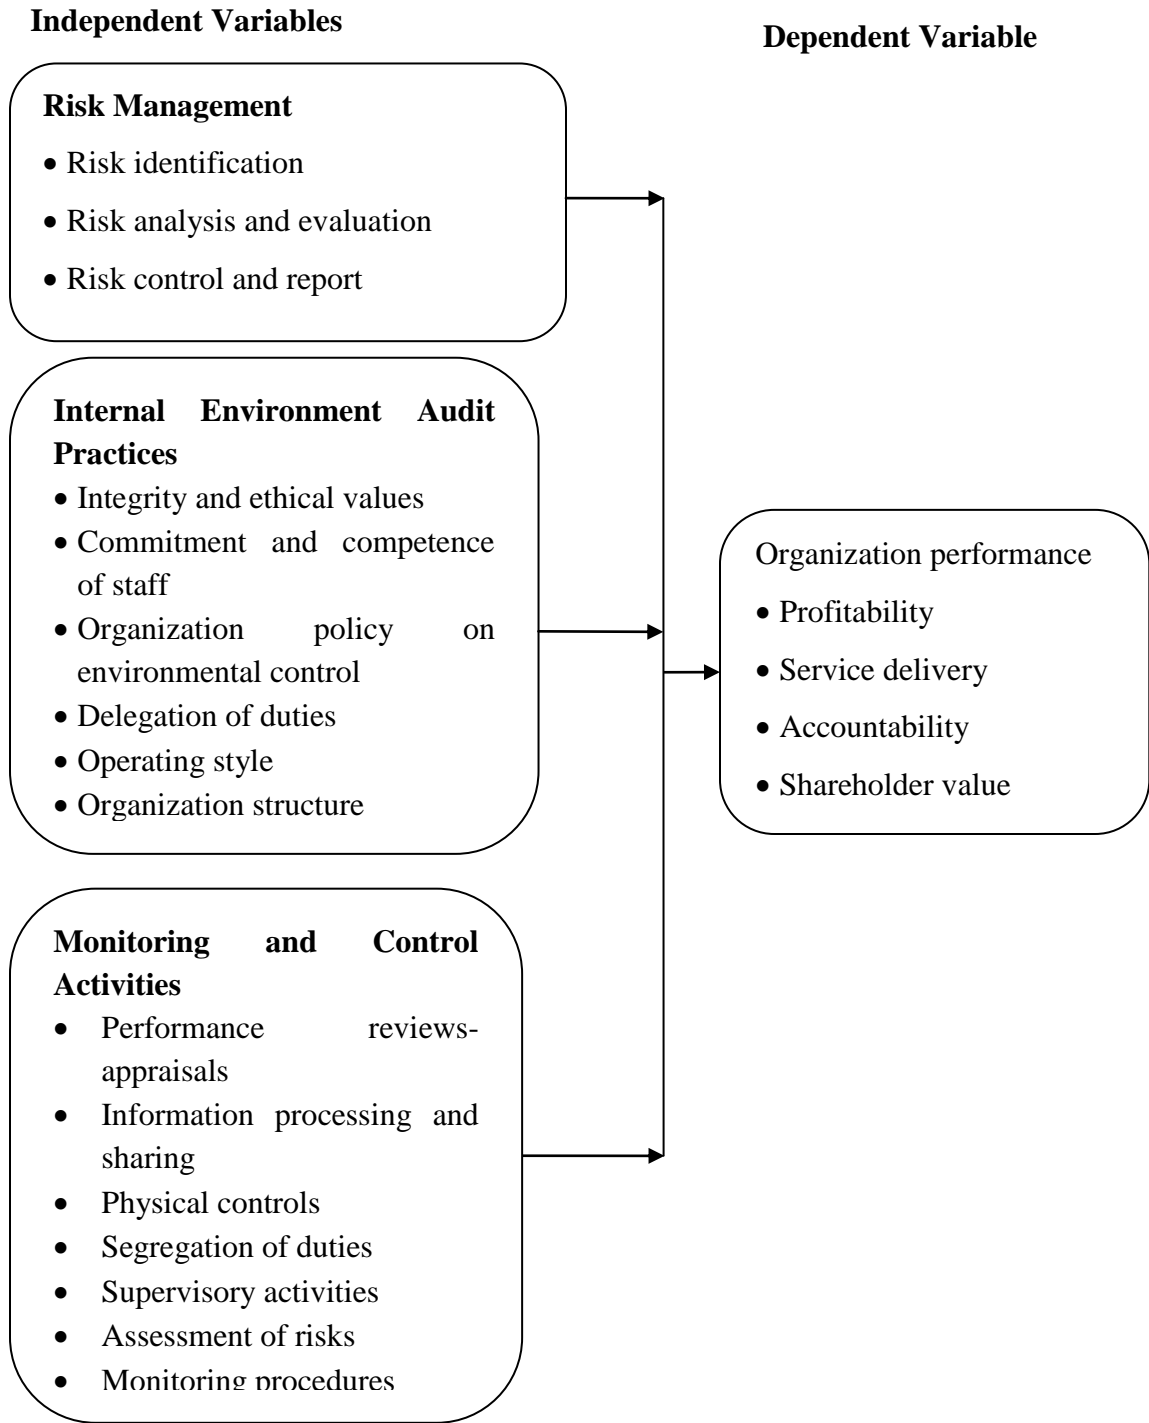 Independent Variables
Dependent Variable
Risk Management
• Risk identification
• Risk analysis and evaluation
• Risk control and report
Internal Environment Audit
Practices
• Integrity and ethical values
• Commitment and competence
of staff
• Organization policy on
environmental control
• Delegation of duties
• Operating style
• Organization structure
Monitoring and Control
Activities
• Performance reviews-
appraisals
• Information processing and
sharing
• Physical controls
• Segregation of duties
• Supervisory activities
• Assessment of risks
• Monitoring procedures
Organization performance
• Profitability
• Service delivery
• Accountability
• Shareholder value